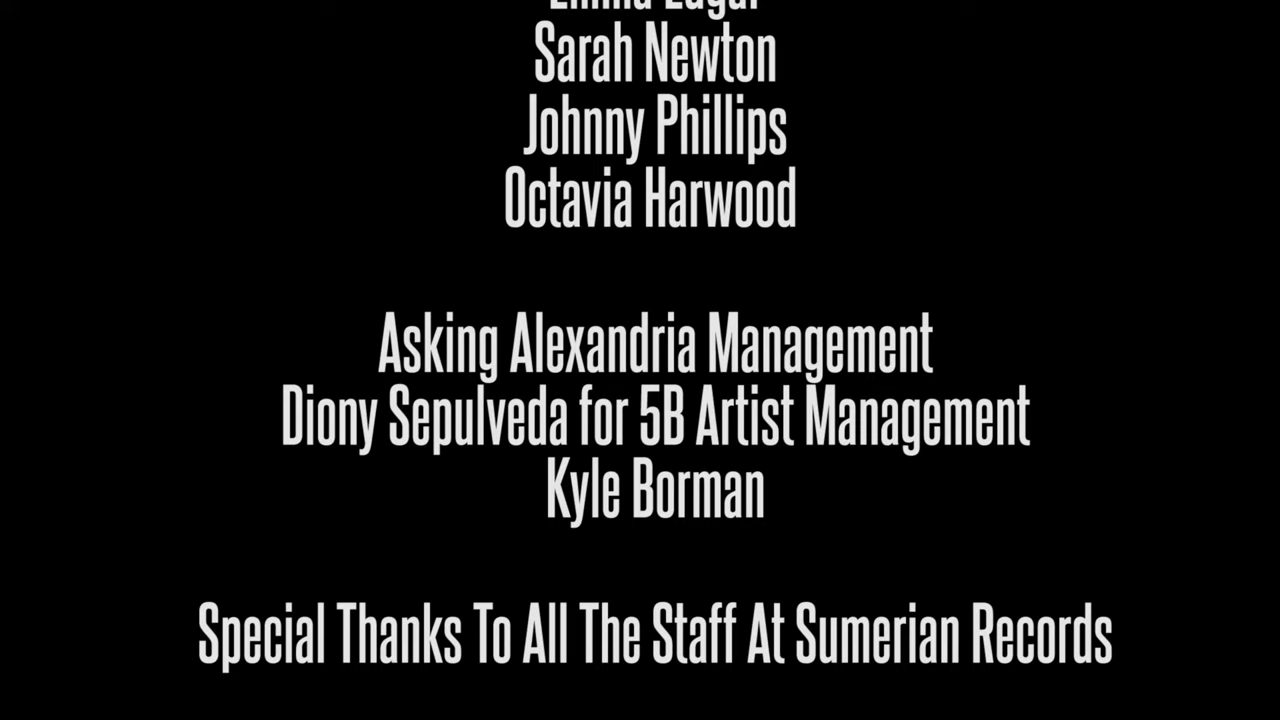 Sarah Newton
Johnny Phillips
Octavia Harwood
Asking Alexandria Management
Diony Sepulveda for 5B Artist Management
Kyle Borman
Special Thanks To All The Staff At Sumerian Records